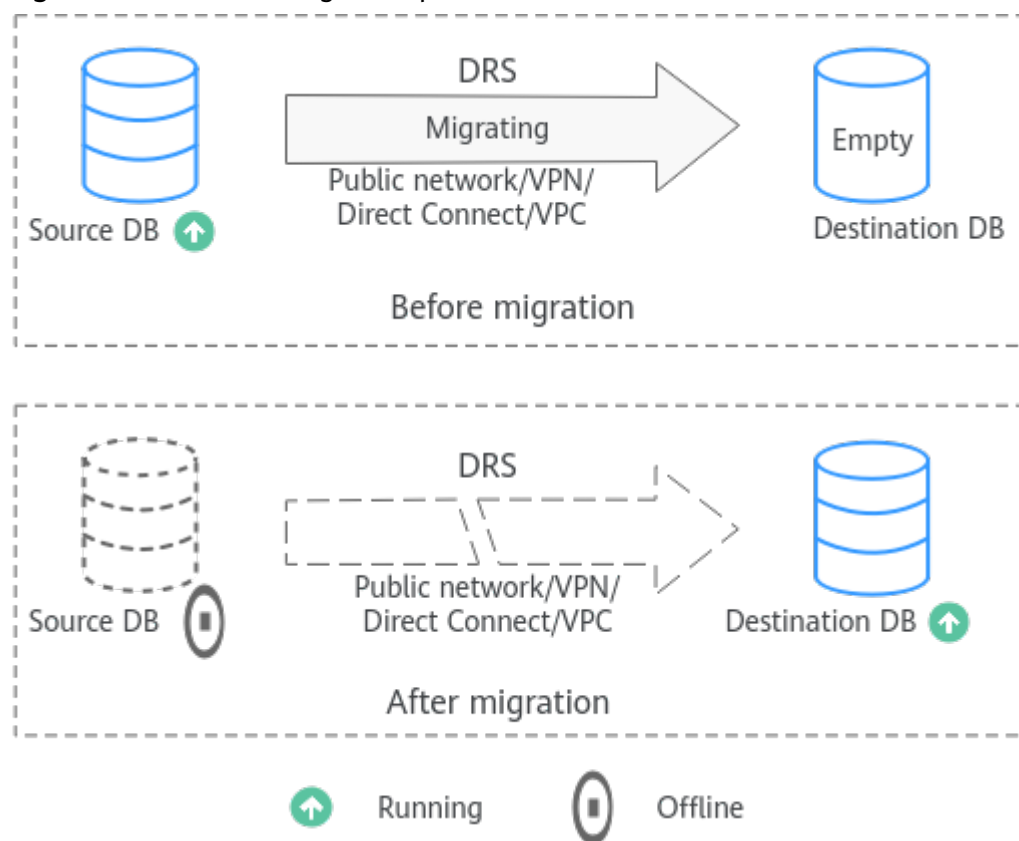 DRS
Migrating
Empty
Public network/VPN/
Direct Connect/VPC
Source DB
Destination DB
Before migration
DRS
Public network/VPN/
Direct Connect/VPC
Source DB
Destination DB
After migration
Running
Offline